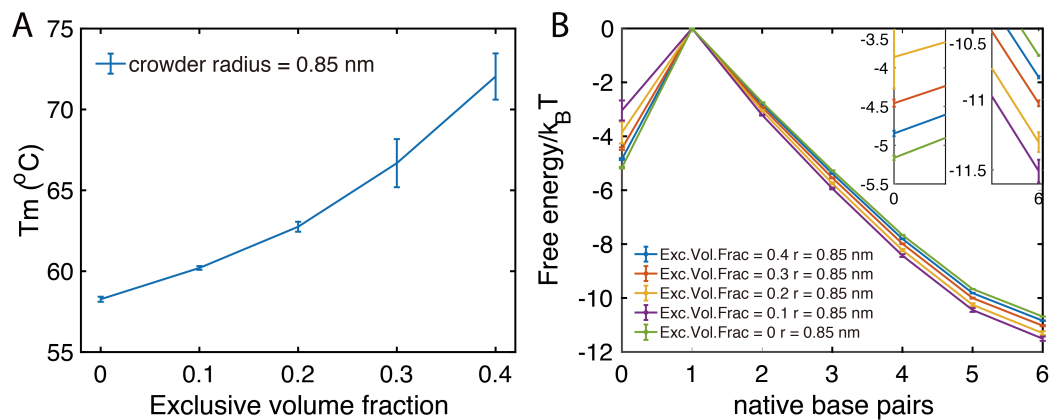 A
75
70
65
60
55
Tm (°C)
crowder radius = 0.85 nm
0 0.1 0.2 0.3 0.4
Exclusive volume fraction
B
0
-2
-4
-6
-8
-10
-12
Free energy/k_BT
-3.5
-4
-4.5
-5
-5.5
0
-10.5
-11
-11.5
6
Exc.Vol.Frac = 0.4 r = 0.85 nm
Exc.Vol.Frac = 0.3 r = 0.85 nm
Exc.Vol.Frac = 0.2 r = 0.85 nm
Exc.Vol.Frac = 0.1 r = 0.85 nm
Exc.Vol.Frac = 0 r = 0.85 nm
0 1 2 3 4 5 6
native base pairs